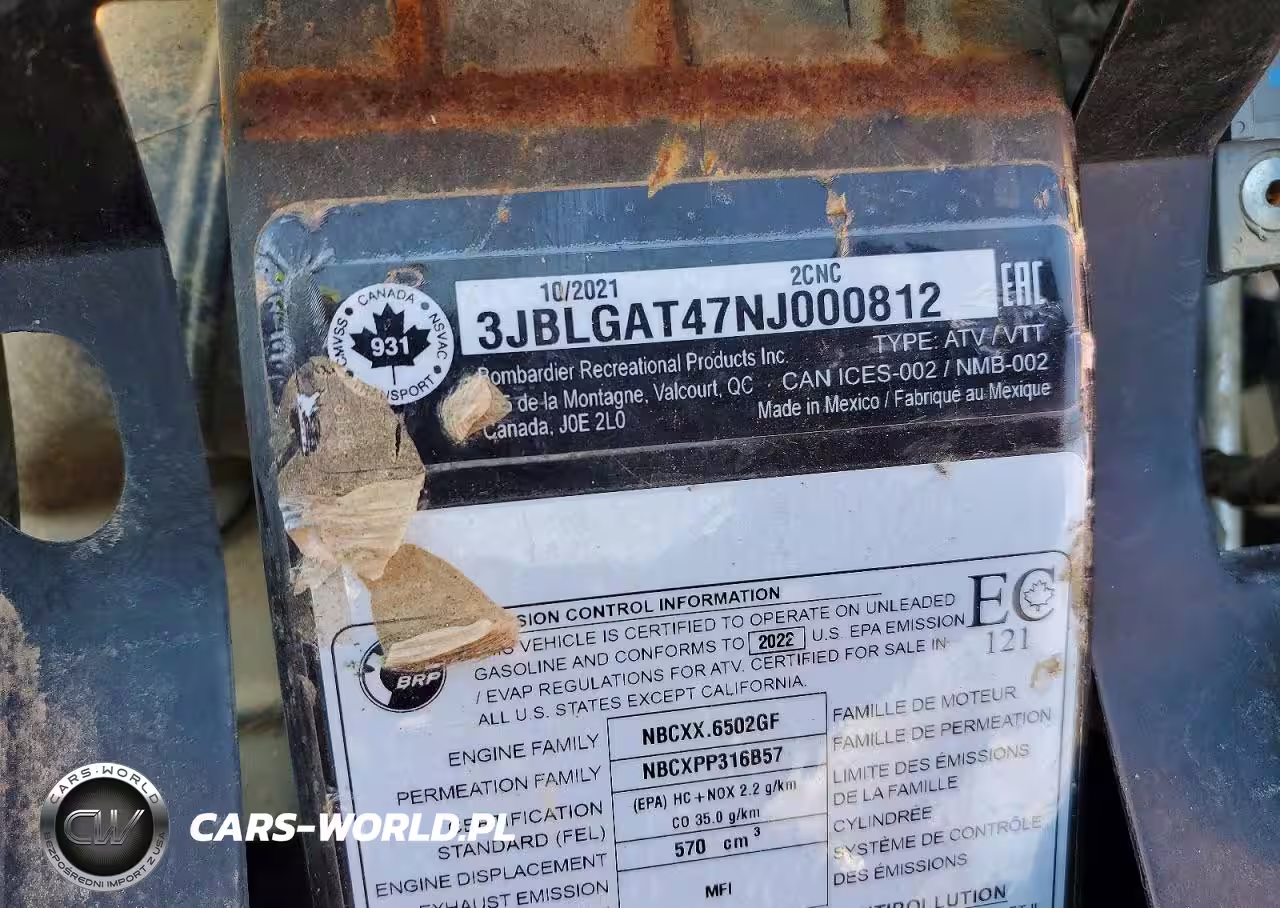 10/2021 2CNC
3JBLGAT47NJ000812
EAC
CANADA • NSVAC •
CMVSS •
931
Bombardier Recreational Products Inc.
de la Montagne, Valcourt, QC
Canada, J0E 2L0
TYPE: ATV / VTT
CAN ICES-002 / NMB-002
Made in Mexico / Fabriqué au Mexique
CONTROL INFORMATION
VEHICLE IS CERTIFIED TO OPERATE ON UNLEADED
GASOLINE AND CONFORMS TO 2022 U.S. EPA EMISSION
/ EVAP REGULATIONS FOR ATV. CERTIFIED FOR SALE IN
ALL U.S. STATES EXCEPT CALIFORNIA.
EC
121
BRP
ENGINE FAMILY NBCXX.6502GF FAMILLE DE MOTEUR
PERMEATION FAMILY NBCXPP316B57 FAMILLE DE PERMEATION
STANDARD (FEL) (EPA) HC + NOX 2.2 g/km LIMITE DES ÉMISSIONS
CO 35.0 g/km DE LA FAMILLE
ENGINE DISPLACEMENT 570 cm³ CYLINDRÉE
EXHAUST EMISSION MFI SYSTÈME DE CONTRÔLE
DES ÉMISSIONS
CARS-WORLD
CW
BEZPOŚREDNI IMPORT Z USA
CARS-WORLD.PL